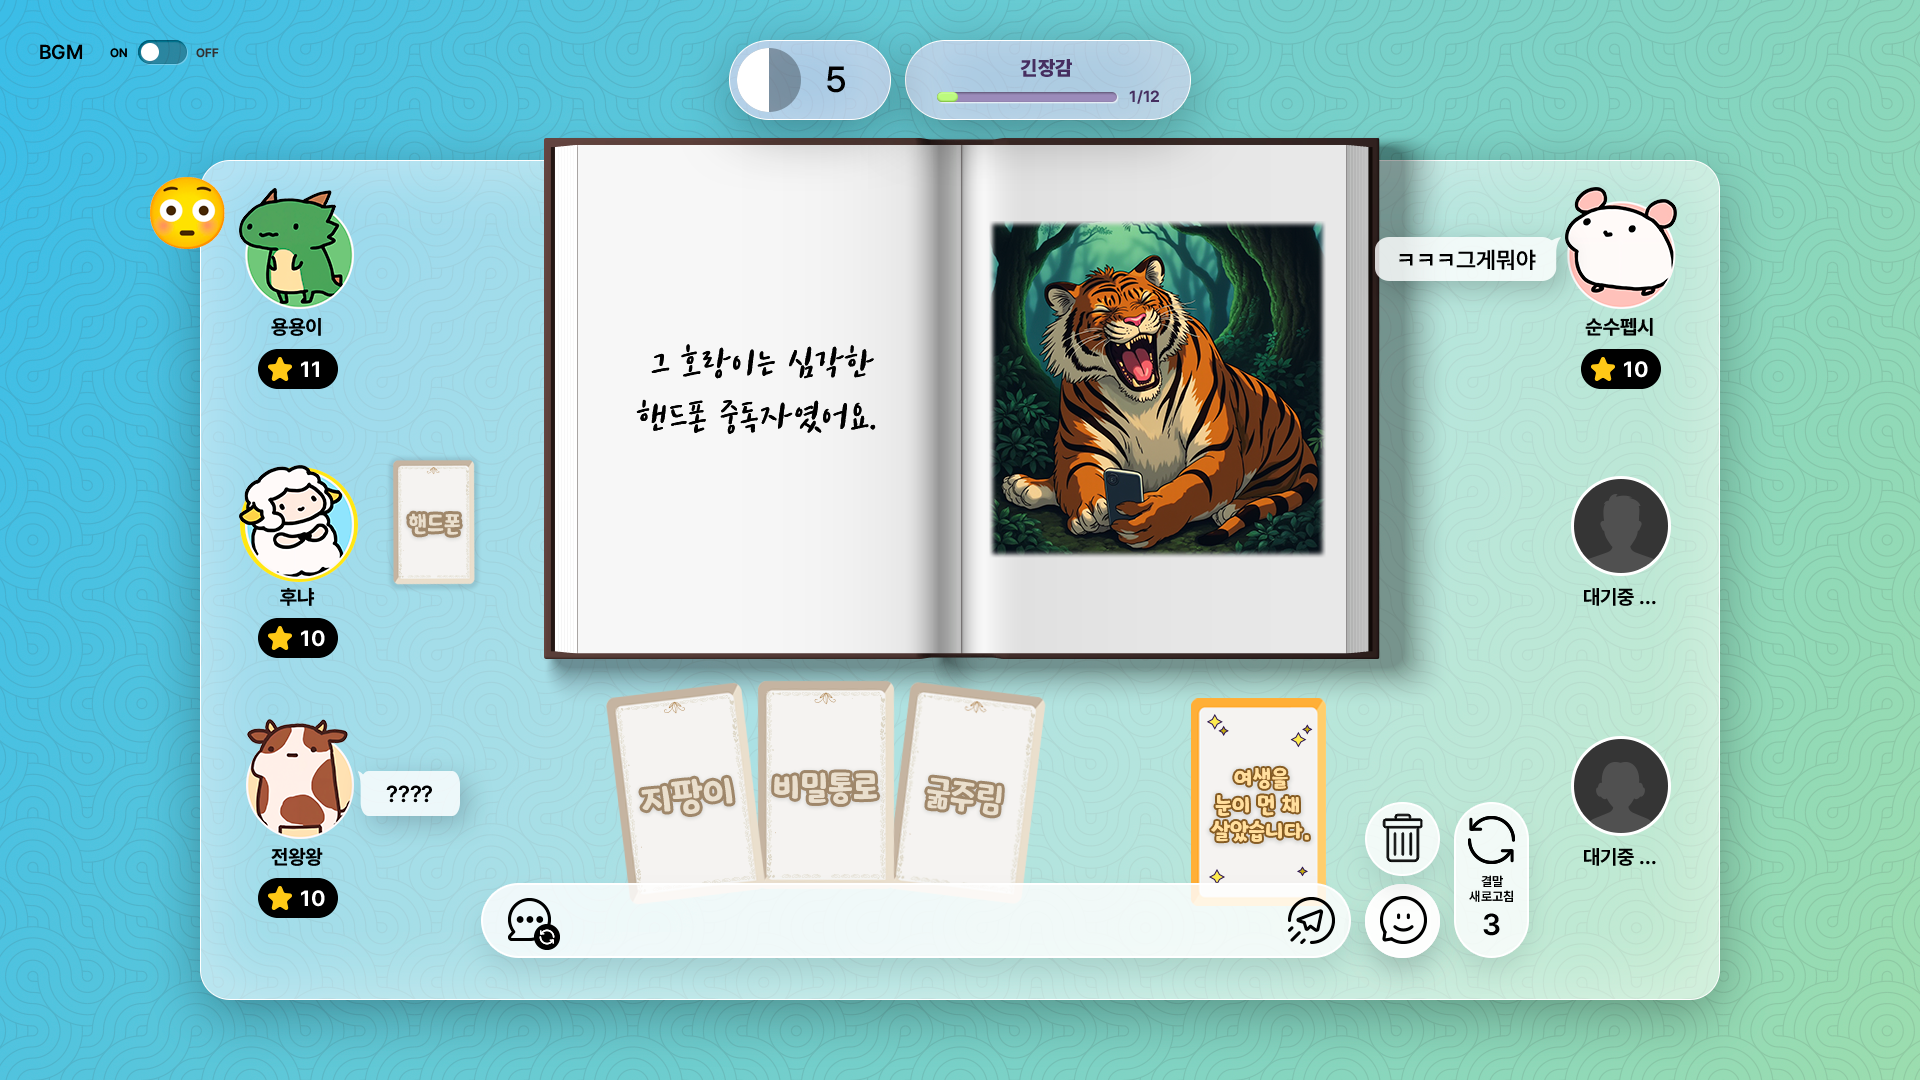 BGM
ON
OFF
5
긴장감
1/12
용용이
11
후냐
10
핸드폰
전왕왕
10
????
그 호랑이는 심각한
핸드폰 중독자였어요.
ㅋㅋㅋ그게뭐야
순수펩시
10
대기중 ...
대기중 ...
지팡이
비밀통로
굶주림
여생을
눈이 먼 채
살았습니다.
결말
새로고침
3